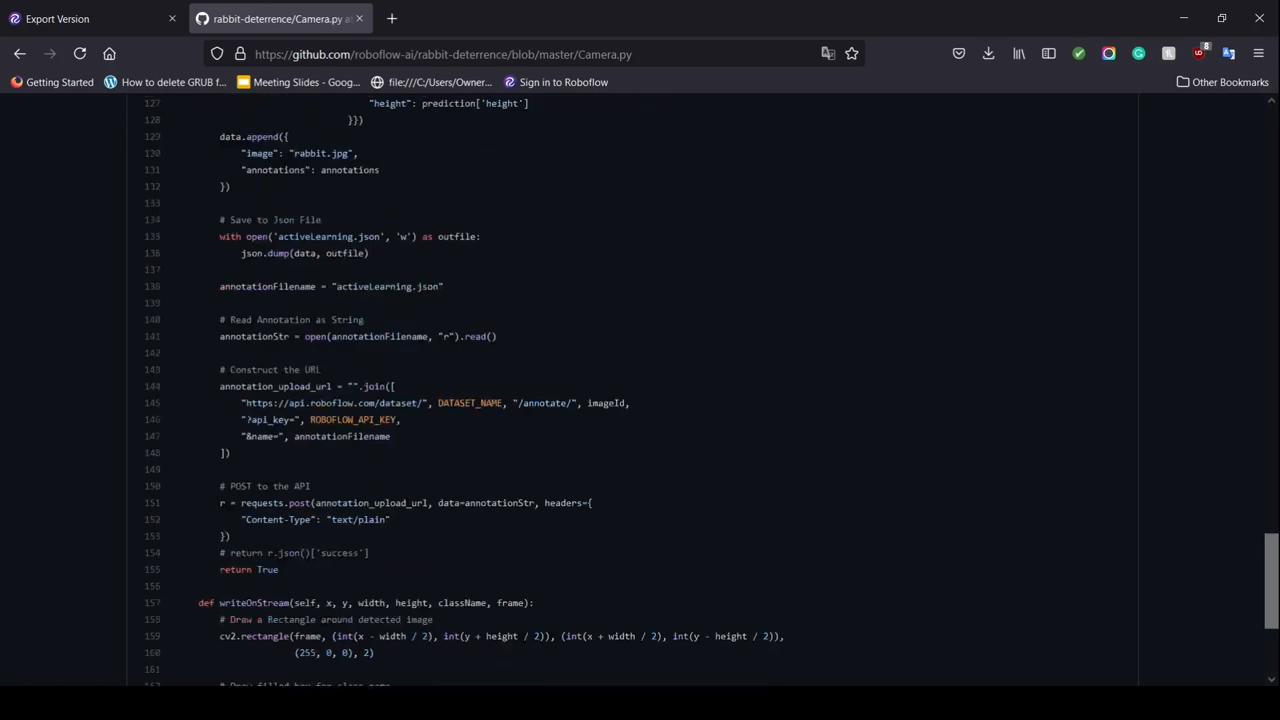 Export Version
rabbit-deterrence/Camera.py at
https://github.com/roboflow-ai/rabbit-deterrence/blob/master/Camera.py
8
Getting Started
How to delete GRUB f...
Meeting Slides - Goog...
file:///C:/Users/Owner...
Sign in to Roboflow
Other Bookmarks
127 "height": prediction['height']
128 }})
129 data.append({
130 "image": "rabbit.jpg",
131 "annotations": annotations
132 })
133
134 # Save to Json File
135 with open('activeLearning.json', 'w') as outfile:
136 json.dump(data, outfile)
137
138 annotationFilename = "activeLearning.json"
139
140 # Read Annotation as String
141 annotationStr = open(annotationFilename, "r").read()
142
143 # Construct the URL
144 annotation_upload_url = "".join([
145 "https://api.roboflow.com/dataset/", DATASET_NAME, "/annotate/", imageId,
146 "?api_key=", ROBOFLOW_API_KEY,
147 "&name=", annotationFilename
148 ])
149
150 # POST to the API
151 r = requests.post(annotation_upload_url, data=annotationStr, headers={
152 "Content-Type": "text/plain"
153 })
154 # return r.json()['success']
155 return True
156
157 def writeOnStream(self, x, y, width, height, className, frame):
158 # Draw a Rectangle around detected image
159 cv2.rectangle(frame, (int(x - width / 2), int(y + height / 2)), (int(x + width / 2), int(y - height / 2)),
160 (255, 0, 0), 2)
161